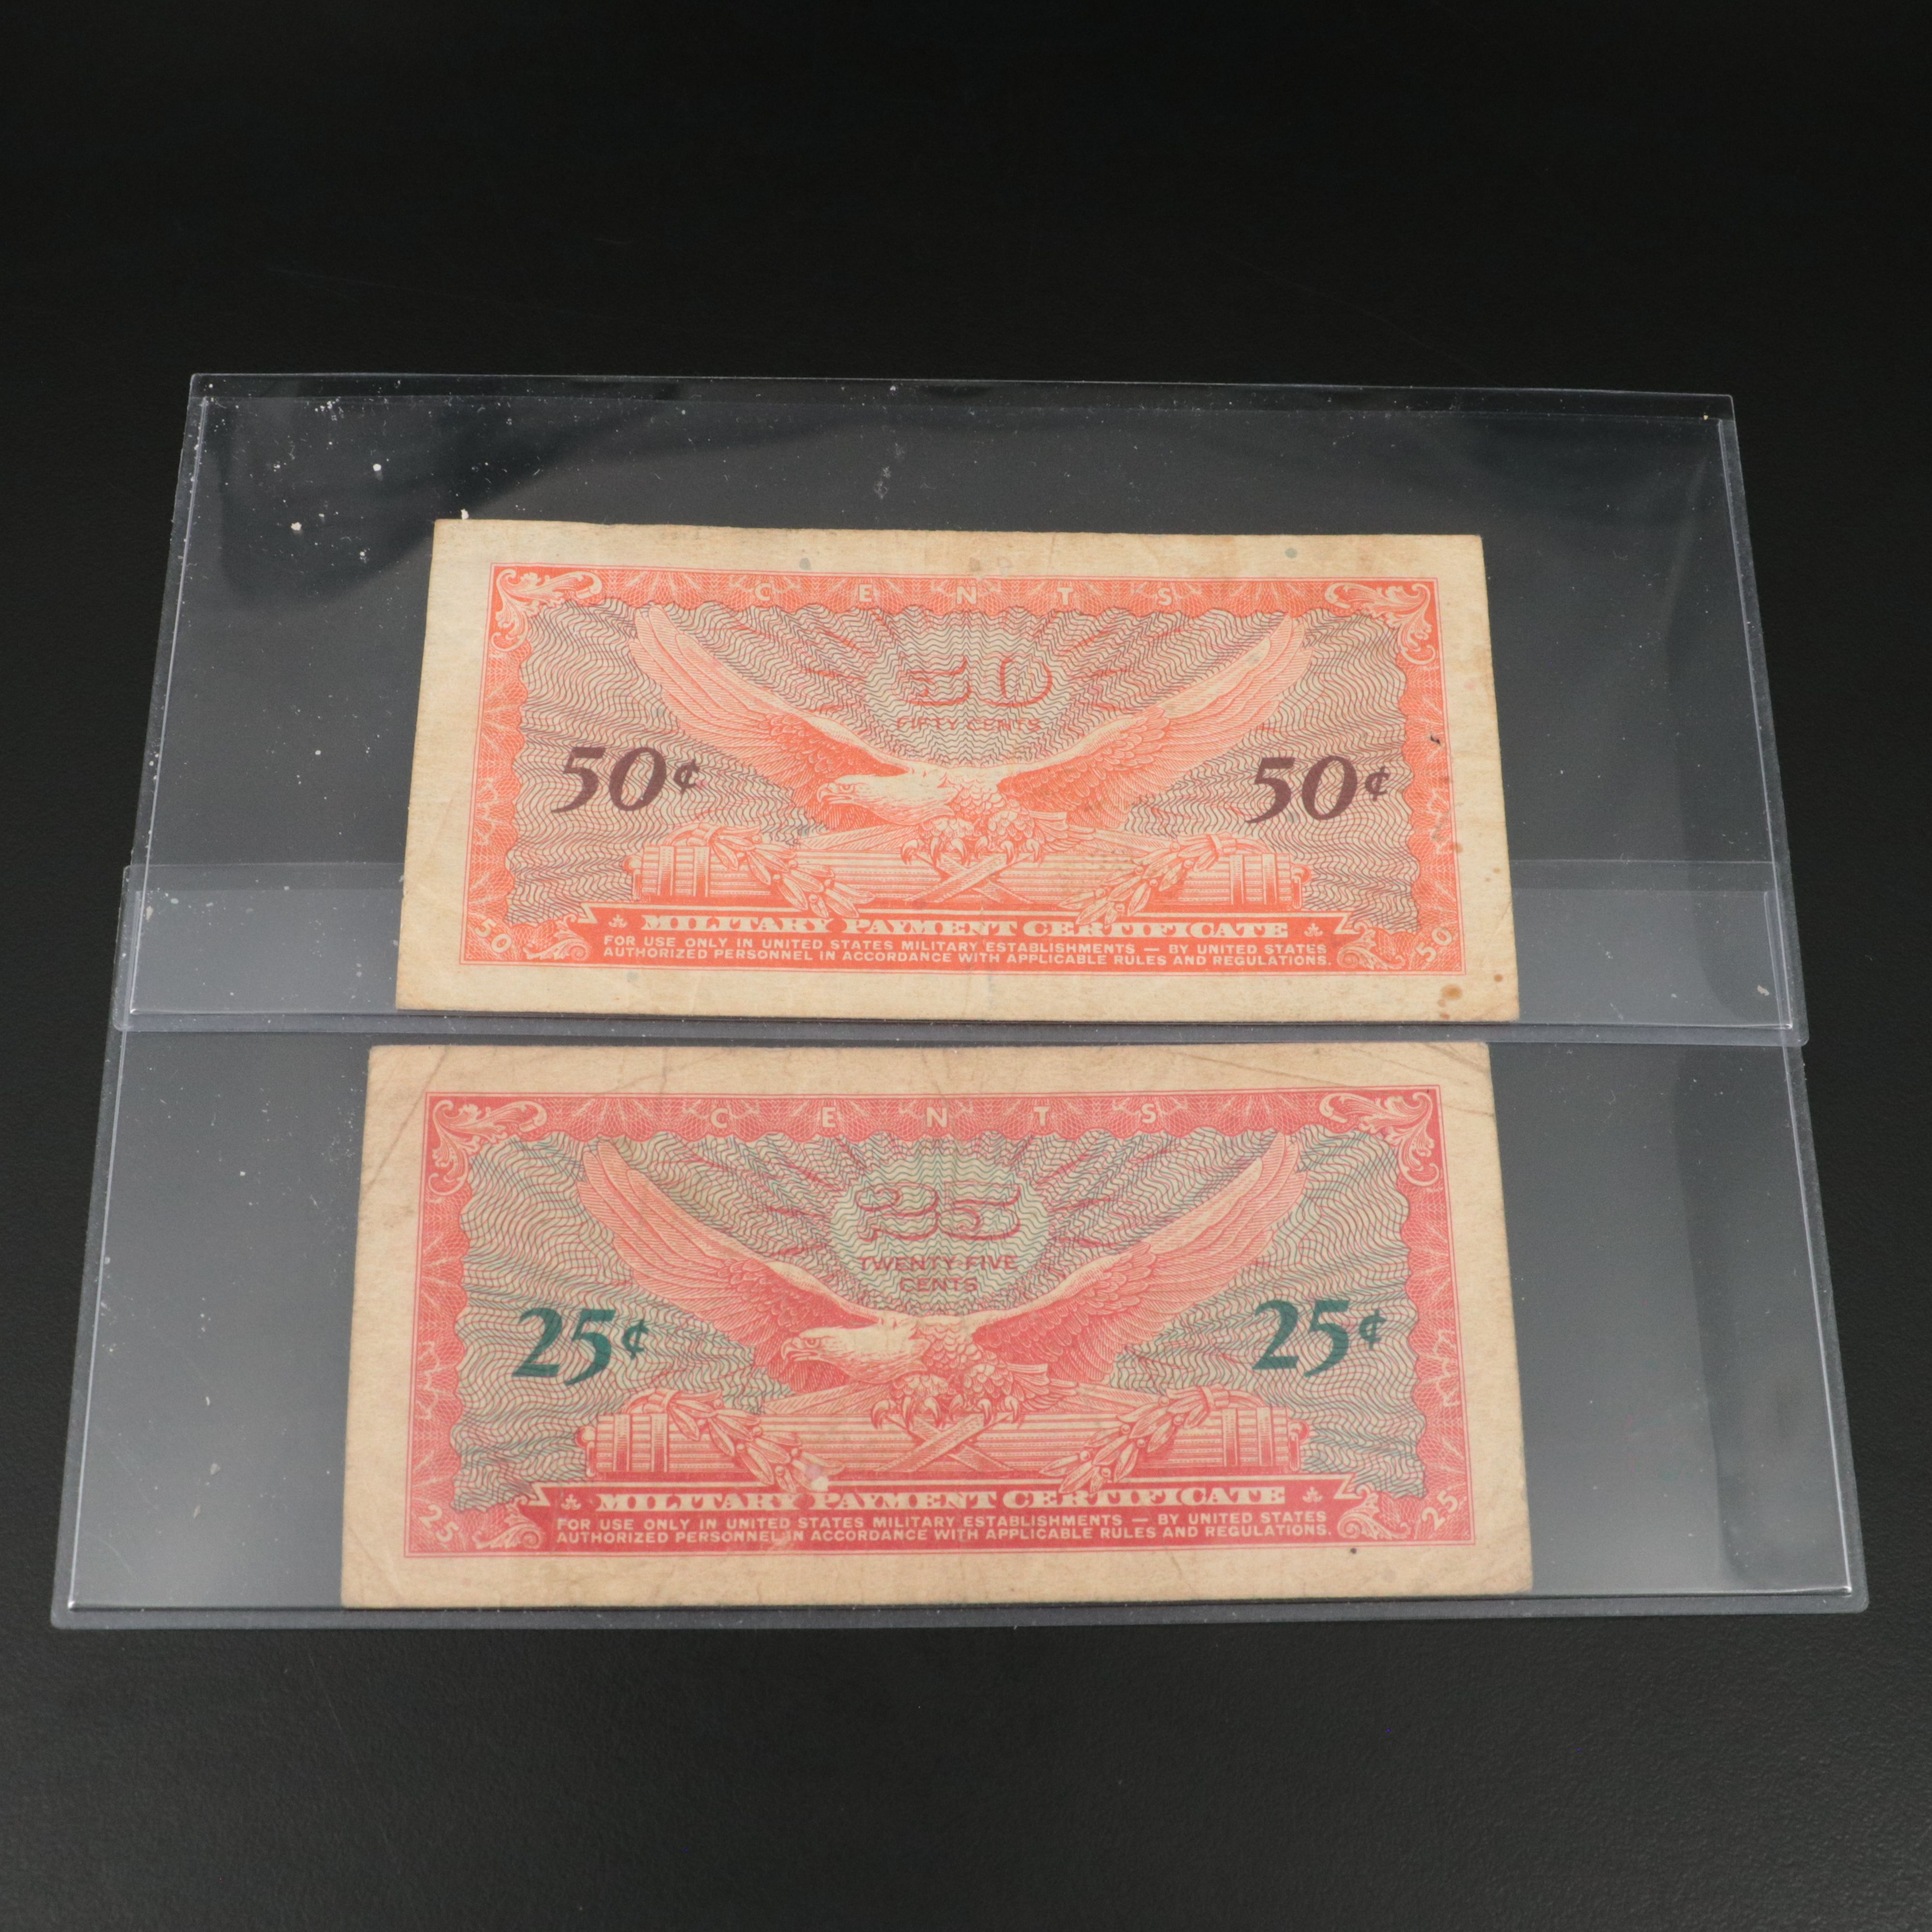 CENTS
50
FIFTY CENTS
50¢ 50¢
MILITARY PAYMENT CERTIFICATE
FOR USE ONLY IN UNITED STATES MILITARY ESTABLISHMENTS — BY UNITED STATES
AUTHORIZED PERSONNEL IN ACCORDANCE WITH APPLICABLE RULES AND REGULATIONS.
50 50
CENTS
25
TWENTY FIVE
CENTS
25¢ 25¢
MILITARY PAYMENT CERTIFICATE
FOR USE ONLY IN UNITED STATES MILITARY ESTABLISHMENTS — BY UNITED STATES
AUTHORIZED PERSONNEL IN ACCORDANCE WITH APPLICABLE RULES AND REGULATIONS.
25 25